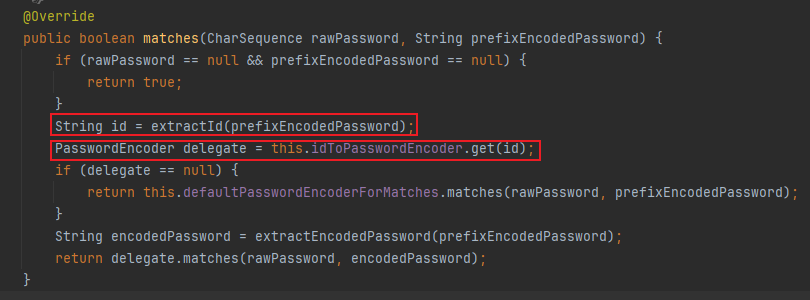 @Override
public boolean matches(CharSequence rawPassword, String prefixEncodedPassword) {
if (rawPassword == null && prefixEncodedPassword == null) {
return true;
}
String id = extractId(prefixEncodedPassword);
PasswordEncoder delegate = this.idToPasswordEncoder.get(id);
if (delegate == null) {
return this.defaultPasswordEncoderForMatches.matches(rawPassword, prefixEncodedPassword);
}
String encodedPassword = extractEncodedPassword(prefixEncodedPassword);
return delegate.matches(rawPassword, encodedPassword);
}